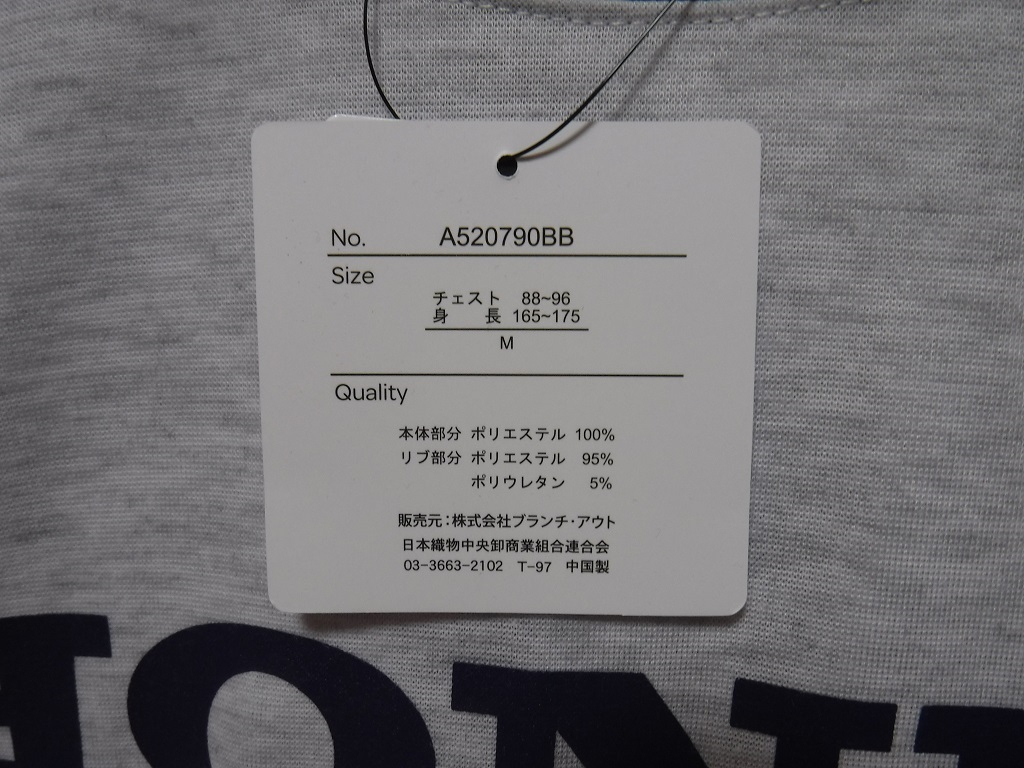 No. A520790BB
Size
チェスト 88~96
身 長 165~175
M
Quality
本体部分 ポリエステル 100%
リブ部分 ポリエステル 95%
ポリウレタン 5%
販売元：株式会社ブランチ・アウト
日本織物中央卸商業組合連合会
03-3663-2102 T-97 中国製
HON